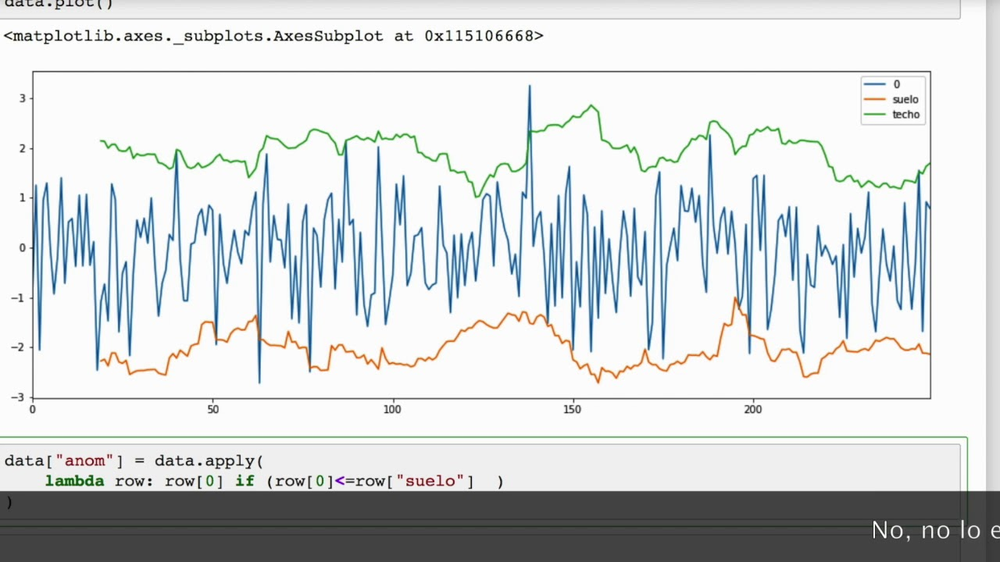 data.plot()
<matplotlib.axes._subplots.AxesSubplot at 0x115106668>
3
2
1
0
−1
−2
−3
0
50
100
150
200
0
suelo
techo
data["anom"] = data.apply(
    lambda row: row[0] if (row[0]<=row["suelo"]  )
)
No, no lo e